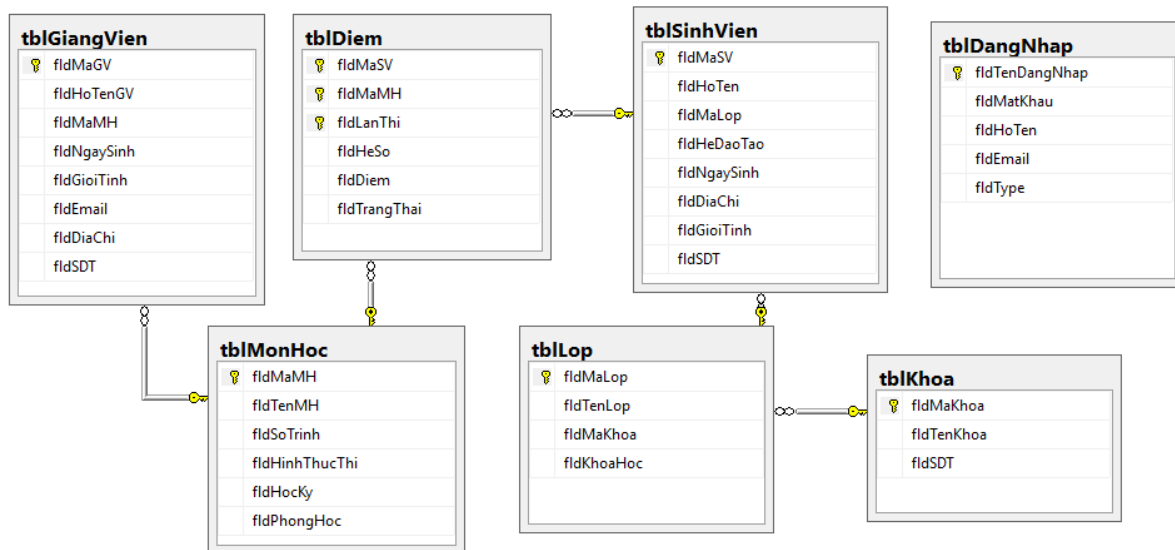 tblGiangVien
fldMaGV
fldHoTenGV
fldMaMH
fldNgaySinh
fldGioiTinh
fldEmail
fldDiaChi
fldSDT
tblDiem
fldMaSV
fldMaMH
fldLanThi
fldHeSo
fldDiem
fldTrangThai
tblSinhVien
fldMaSV
fldHoTen
fldMaLop
fldHeDaoTao
fldNgaySinh
fldDiaChi
fldGioiTinh
fldSDT
tblDangNhap
fldTenDangNhap
fldMatKhau
fldHoTen
fldEmail
fldType
tblMonHoc
fldMaMH
fldTenMH
fldSoTrinh
fldHinhThucThi
fldHocKy
fldPhongHoc
tblLop
fldMaLop
fldTenLop
fldMaKhoa
fldKhoaHoc
tblKhoa
fldMaKhoa
fldTenKhoa
fldSDT